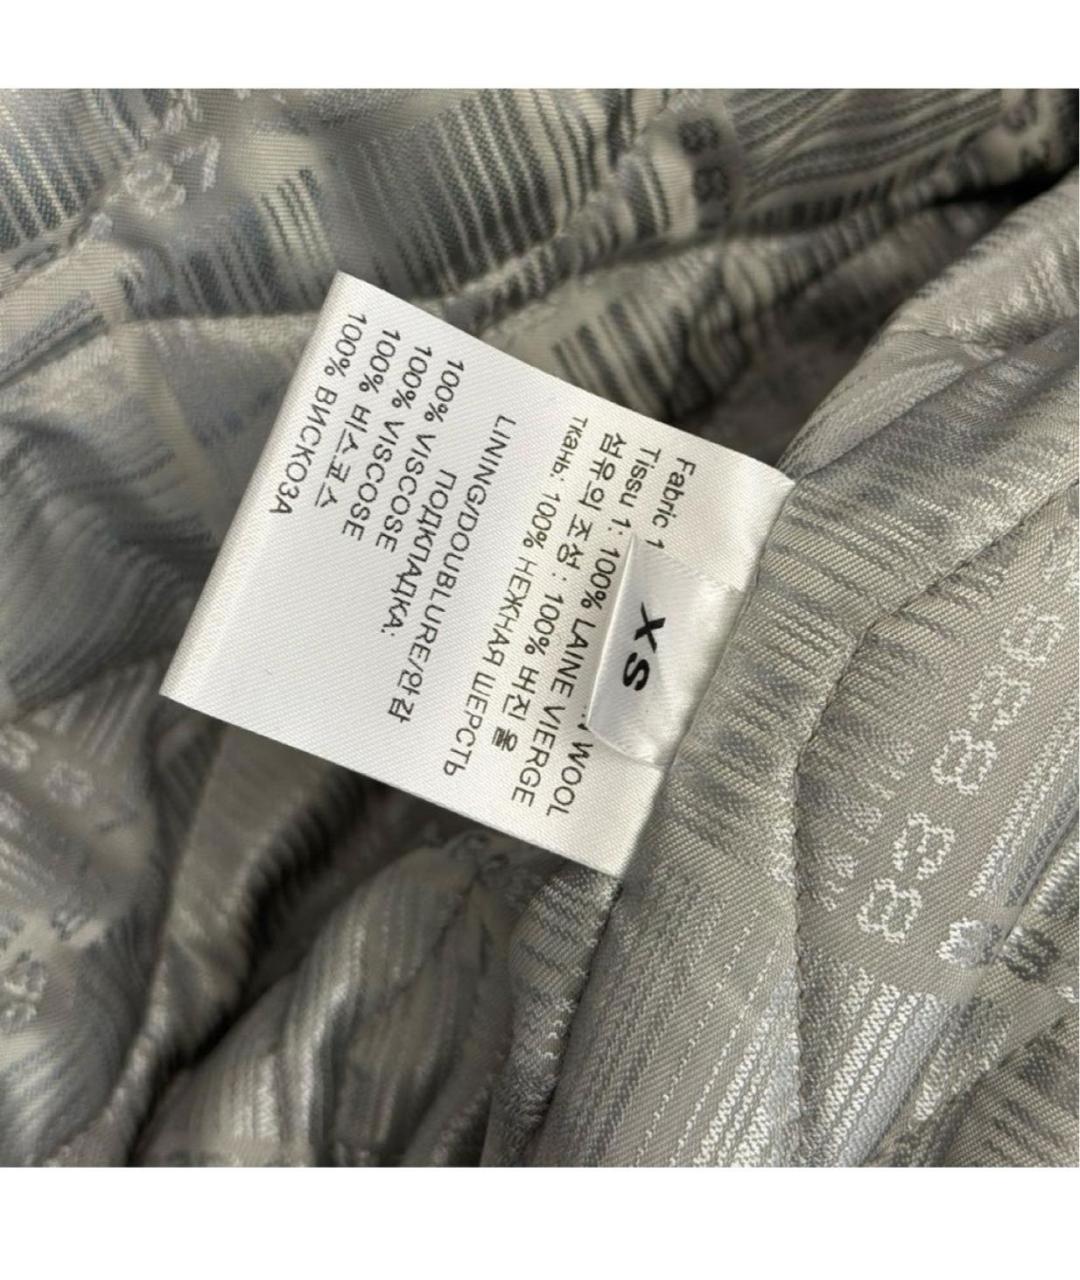 XS
Fabric 1
WOOL
Tissu 1: 100% LAINE VIERGE
섬유의 조성 : 100% 버진 울
ткань: 100% НЕЖНАЯ ШЕРСТЬ
LINING/DOUBLURE/안감
ПОДКЛАДКА:
100% VISCOSE
100% VISCOSE
100% 비스코스
100% ВИСКОЗА